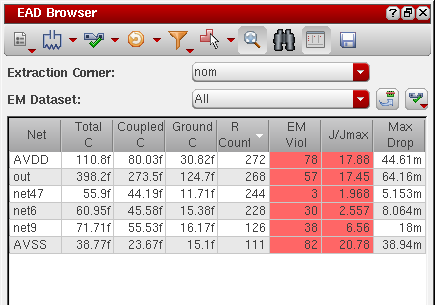 EAD Browser
Extraction Corner: nom
EM Dataset: All
Net Total C Coupled C Ground C R Count EM Viol J/Jmax Max Drop
AVDD 110.8f 80.03f 30.82f 272 78 17.88 44.61m
out 398.2f 273.5f 124.7f 268 57 17.45 64.16m
net47 55.9f 44.19f 11.71f 244 3 1.968 5.153m
net6 60.95f 45.58f 15.38f 228 30 2.557 8.064m
net9 71.71f 55.53f 16.17f 126 38 6.56 18m
AVSS 38.77f 23.67f 15.1f 111 82 20.78 38.94m